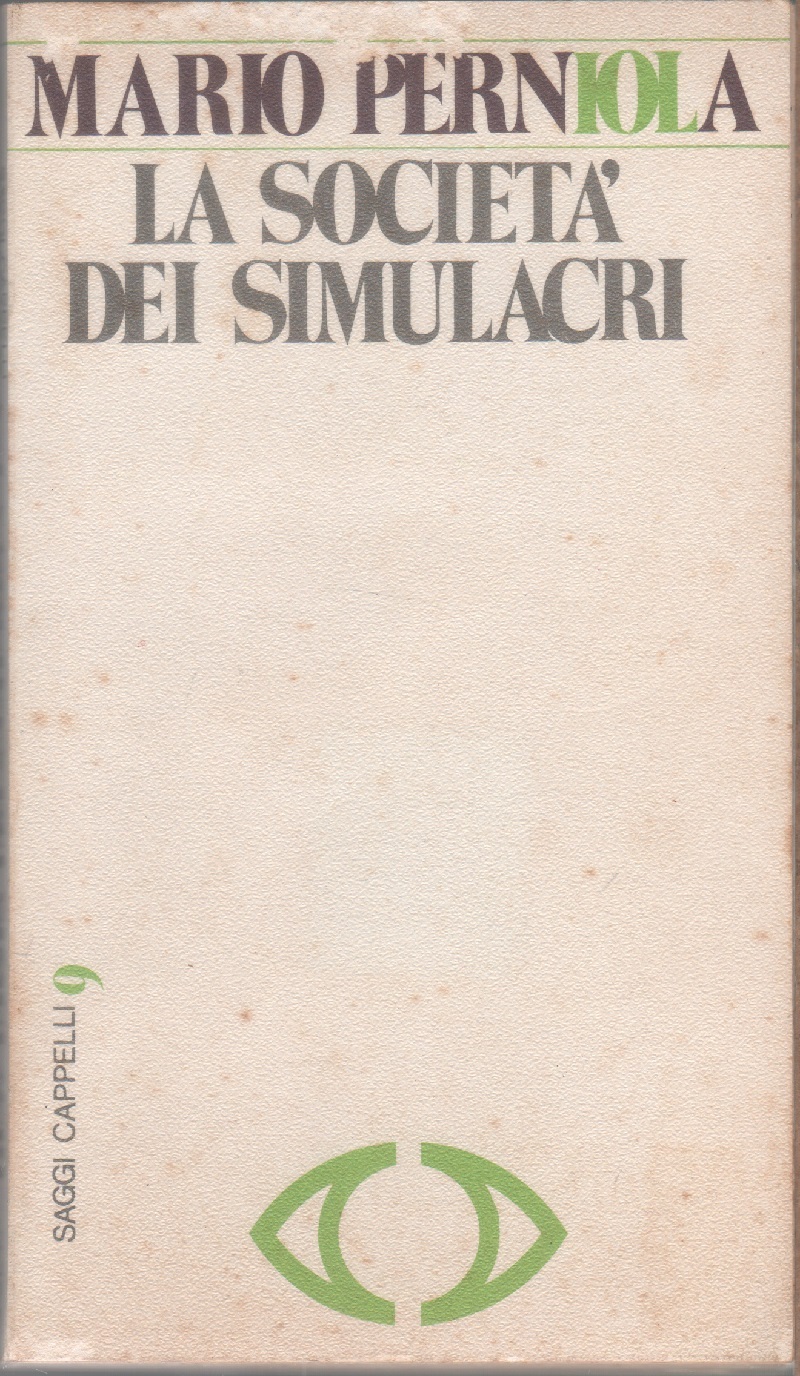 MARIO PERNIOLA
LA SOCIETA'
DEI SIMULACRI
SAGGI CAPPELLI 9